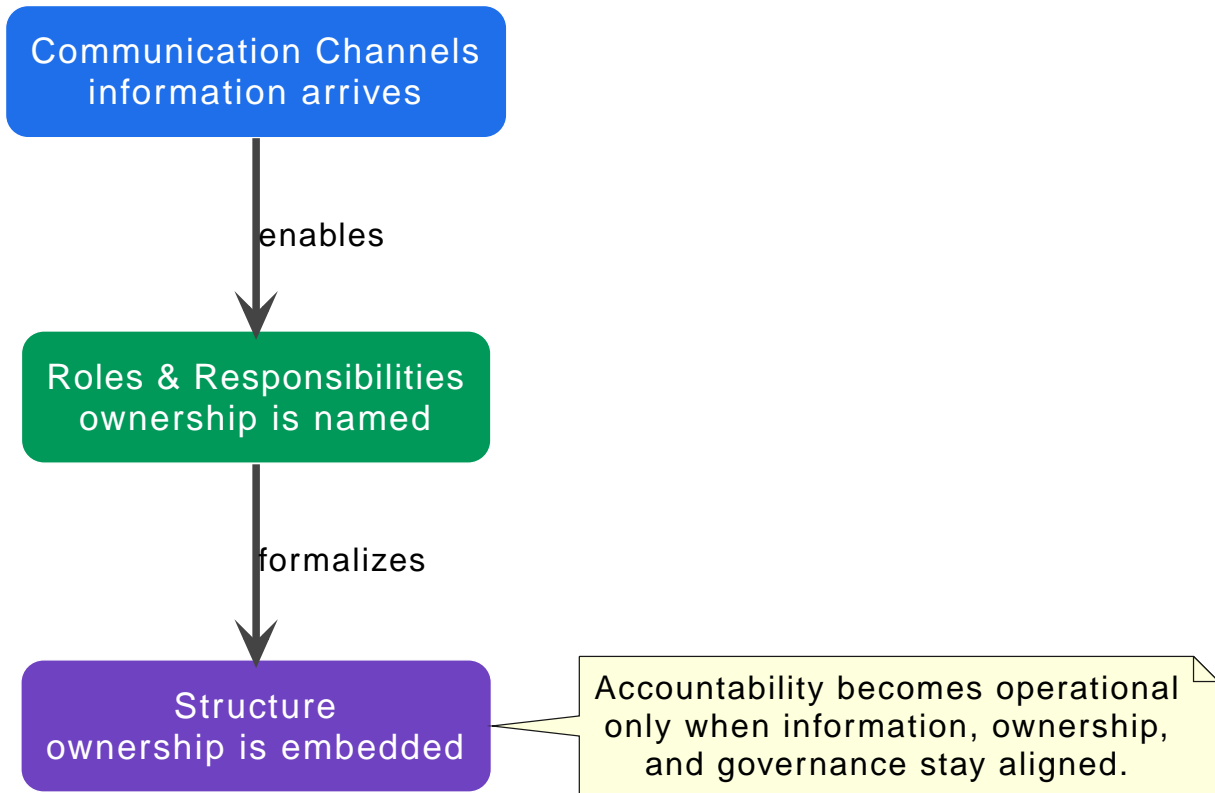 Communication Channels
information arrives
enables
Roles & Responsibilities
ownership is named
formalizes
Structure
ownership is embedded
Accountability becomes operational
only when information, ownership,
and governance stay aligned.